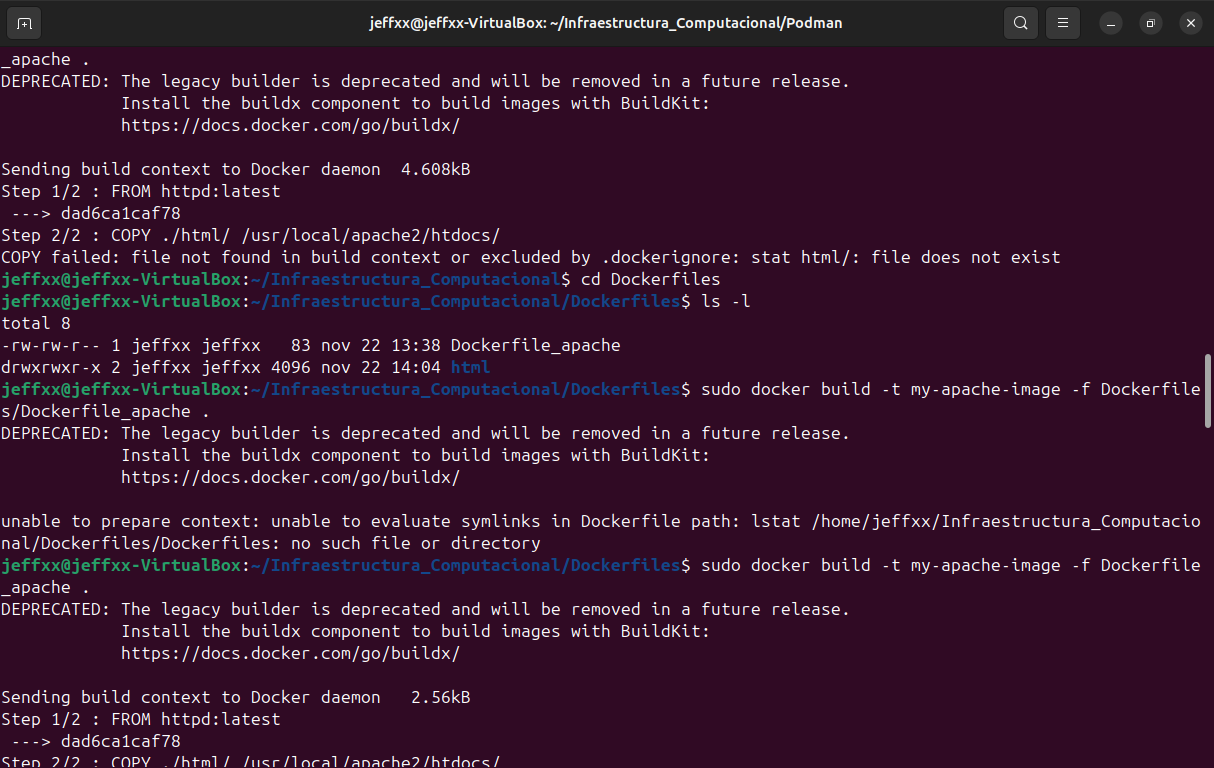 jeffxx@jeffxx-VirtualBox: ~/Infraestructura_Computacional/Podman
_apache .
DEPRECATED: The legacy builder is deprecated and will be removed in a future release.
            Install the buildx component to build images with BuildKit:
            https://docs.docker.com/go/buildx/

Sending build context to Docker daemon  4.608kB
Step 1/2 : FROM httpd:latest
 ---> dad6ca1caf78
Step 2/2 : COPY ./html/ /usr/local/apache2/htdocs/
COPY failed: file not found in build context or excluded by .dockerignore: stat html/: file does not exist
jeffxx@jeffxx-VirtualBox:~/Infraestructura_Computacional$ cd Dockerfiles
jeffxx@jeffxx-VirtualBox:~/Infraestructura_Computacional/Dockerfiles$ ls -l
total 8
-rw-rw-r-- 1 jeffxx jeffxx   83 nov 22 13:38 Dockerfile_apache
drwxrwxr-x 2 jeffxx jeffxx 4096 nov 22 14:04 html
jeffxx@jeffxx-VirtualBox:~/Infraestructura_Computacional/Dockerfiles$ sudo docker build -t my-apache-image -f Dockerfile
s/Dockerfile_apache .
DEPRECATED: The legacy builder is deprecated and will be removed in a future release.
            Install the buildx component to build images with BuildKit:
            https://docs.docker.com/go/buildx/

unable to prepare context: unable to evaluate symlinks in Dockerfile path: lstat /home/jeffxx/Infraestructura_Computacio
nal/Dockerfiles/Dockerfiles: no such file or directory
jeffxx@jeffxx-VirtualBox:~/Infraestructura_Computacional/Dockerfiles$ sudo docker build -t my-apache-image -f Dockerfile
_apache .
DEPRECATED: The legacy builder is deprecated and will be removed in a future release.
            Install the buildx component to build images with BuildKit:
            https://docs.docker.com/go/buildx/

Sending build context to Docker daemon   2.56kB
Step 1/2 : FROM httpd:latest
 ---> dad6ca1caf78
Step 2/2 : COPY ./html/ /usr/local/apache2/htdocs/